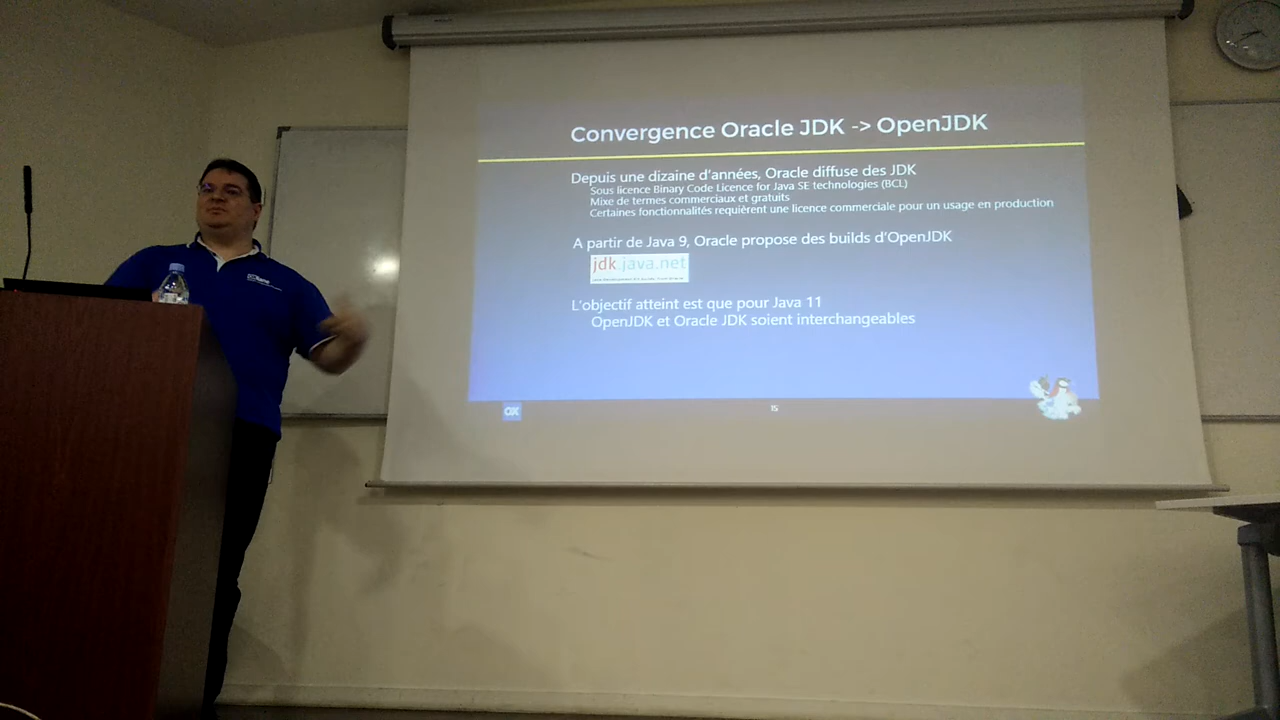 Convergence Oracle JDK -> OpenJDK
Depuis une dizaine d'années, Oracle diffuse des JDK
Sous licence Binary Code Licence for Java SE technologies (BCL)
Mixe de termes commerciaux et gratuits
Certaines fonctionnalités requièrent une licence commerciale pour un usage en production
A partir de Java 9, Oracle propose des builds d'OpenJDK
jdk.java.net
L'objectif atteint est que pour Java 11
OpenJDK et Oracle JDK soient interchangeables
OX
15